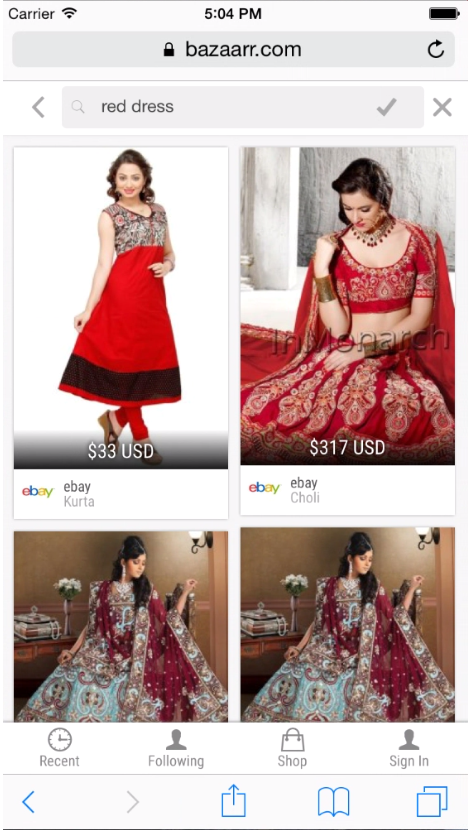 Carrier 5:04 PM
bazaarr.com
red dress
InMonarch
$33 USD
$317 USD
ebay ebay
Kurta
ebay ebay
Choli
Recent Following Shop Sign In